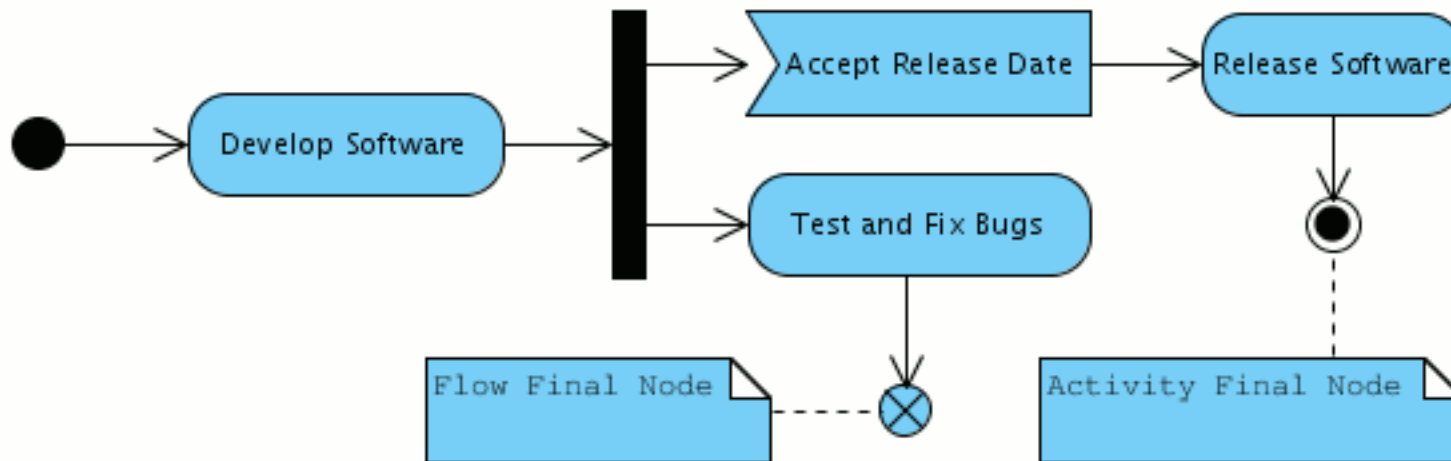 Develop Software
Accept Release Date
Release Software
Test and Fix Bugs
Flow Final Node
Activity Final Node